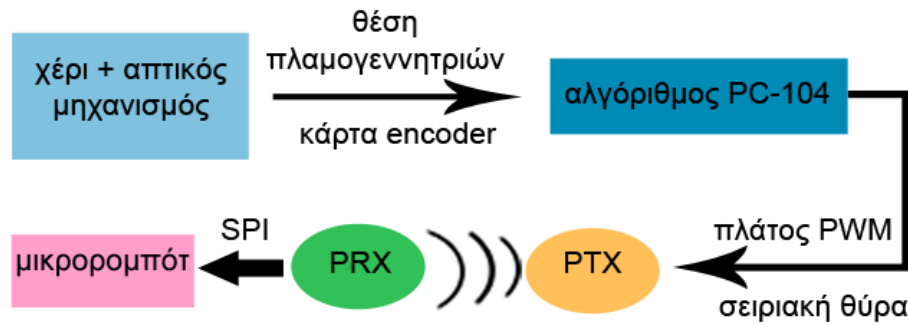 χέρι + απτικός
μηχανισμός
θέση
πλαμογεννητριών
κάρτα encoder
αλγόριθμος PC-104
πλάτος PWM
σειριακή θύρα
PTX
PRX
SPI
μικρορομπότ